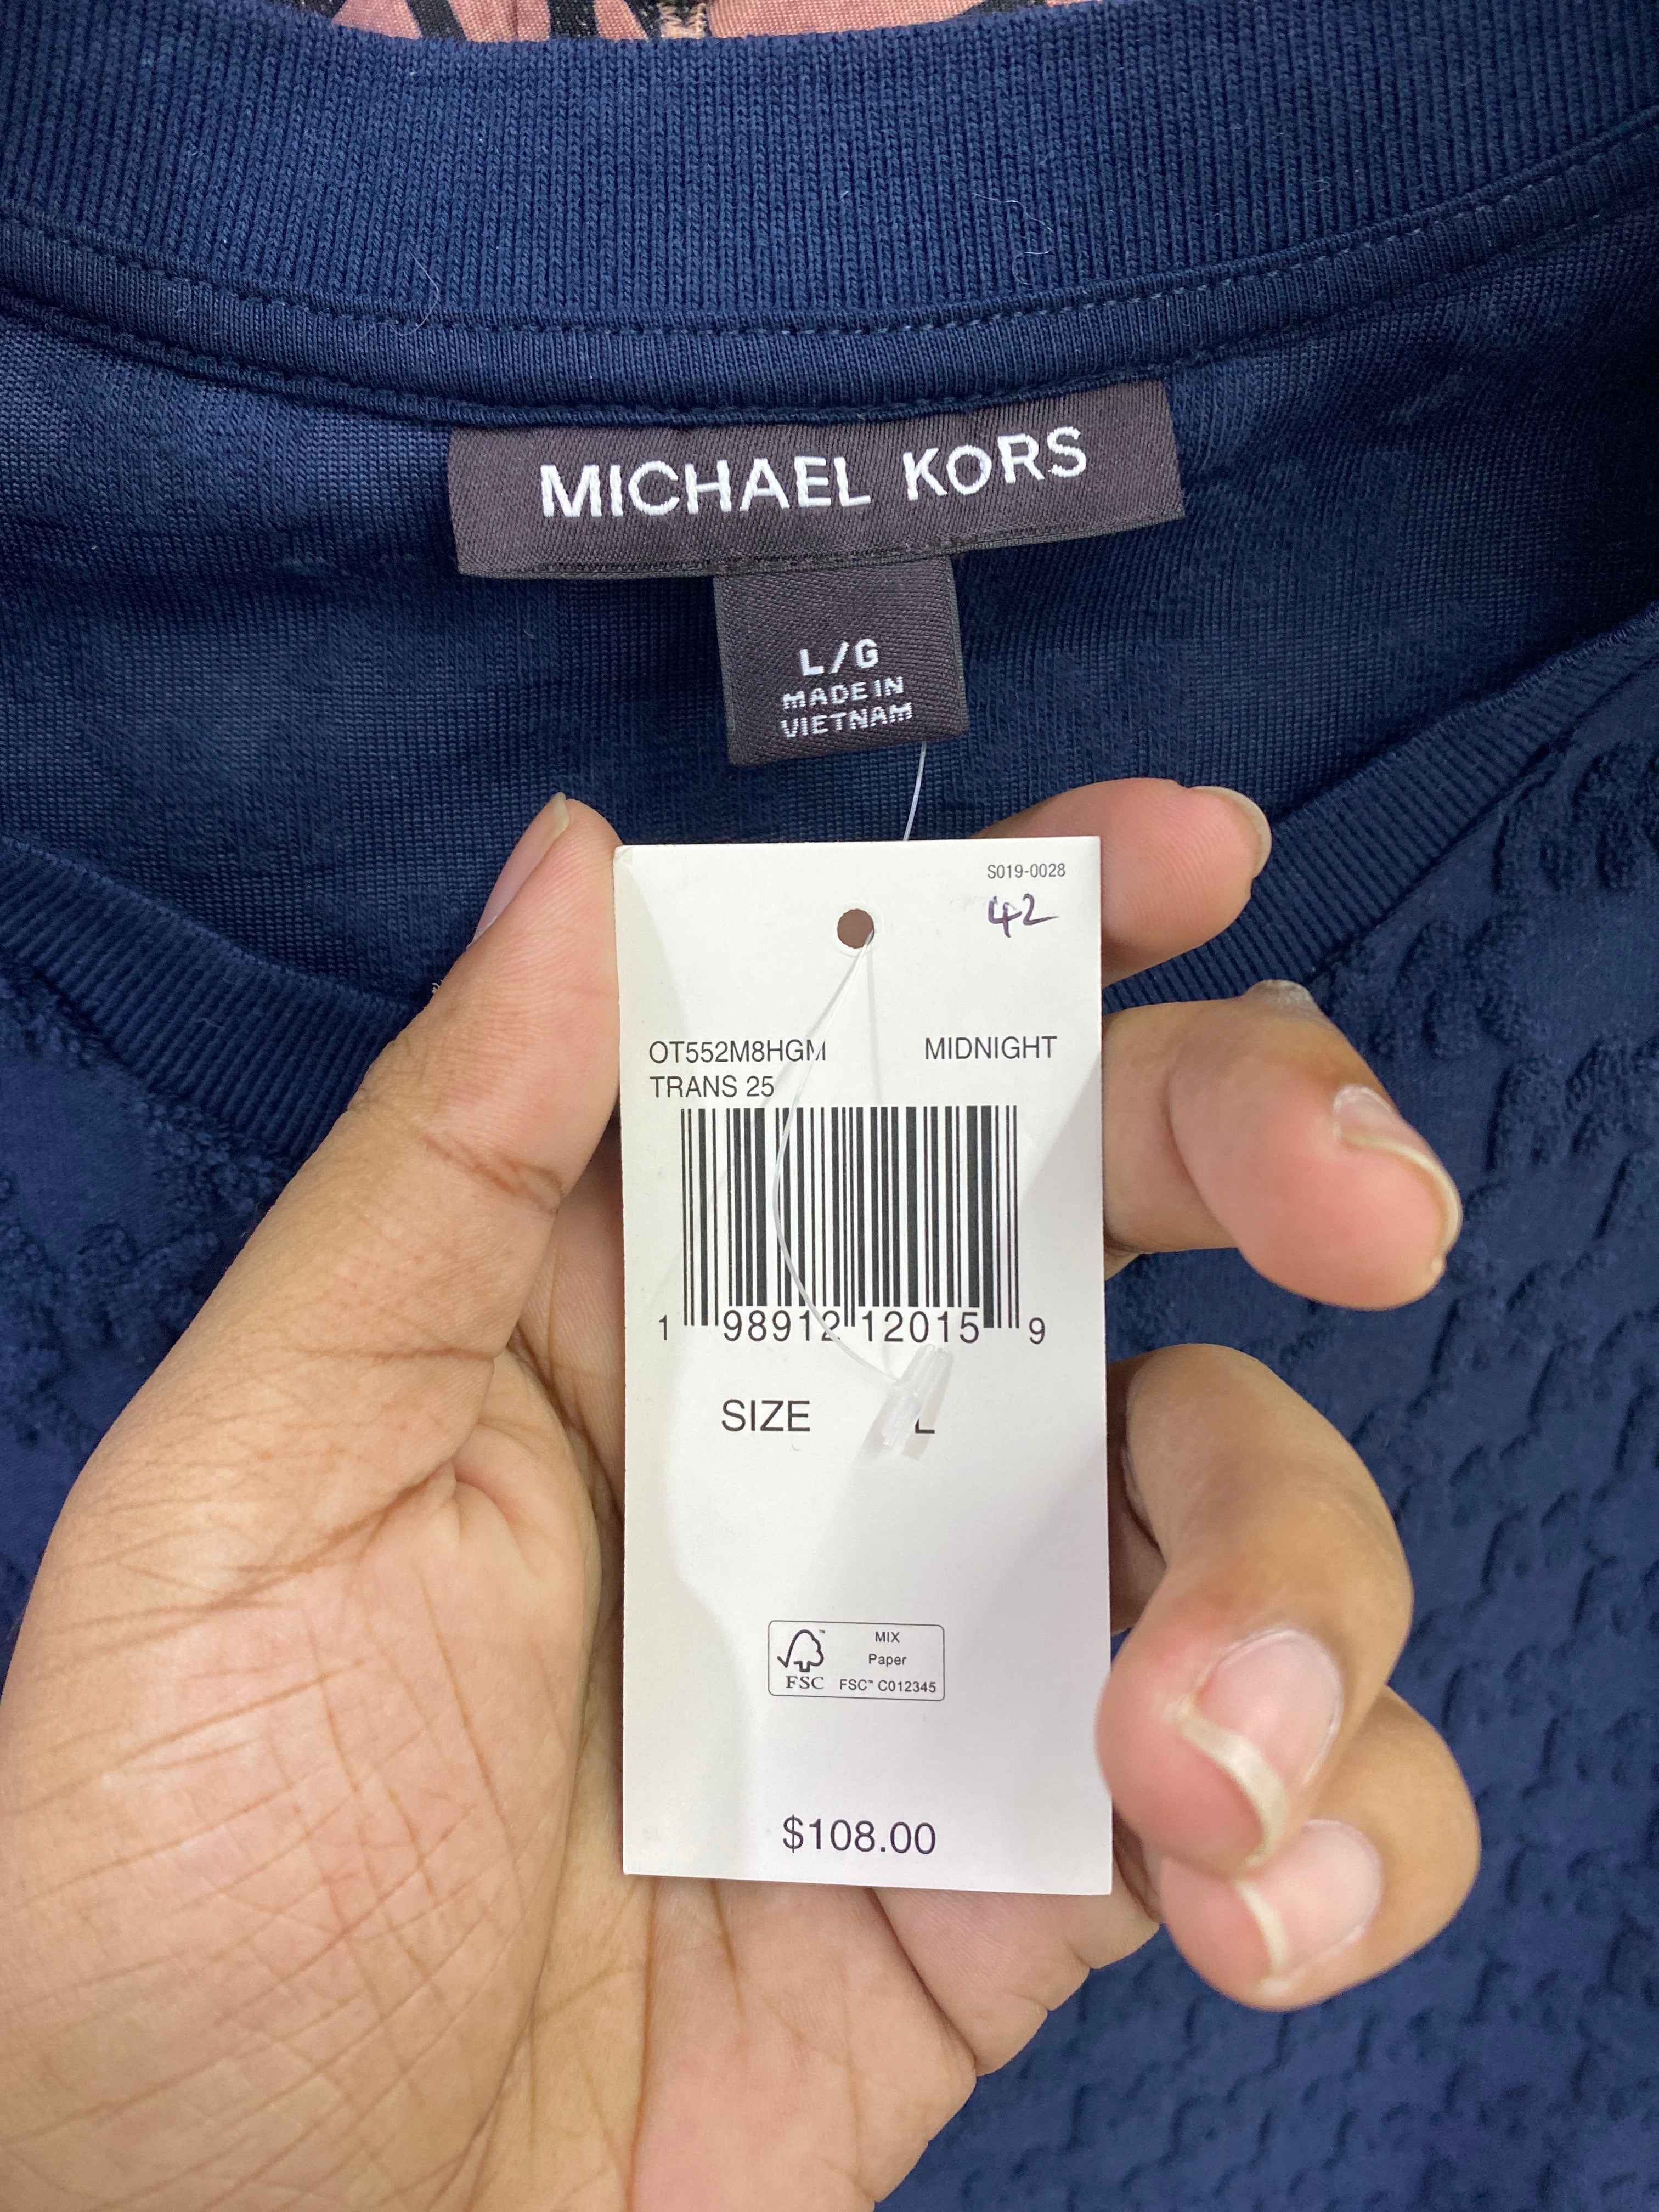 MICHAEL KORS
L/G
MADE IN
VIETNAM
S019-0028
42
OT552M8HGM MIDNIGHT
TRANS 25
1 98912 12015 9
SIZE L
MIX
Paper
FSC FSC™ C012345
$108.00